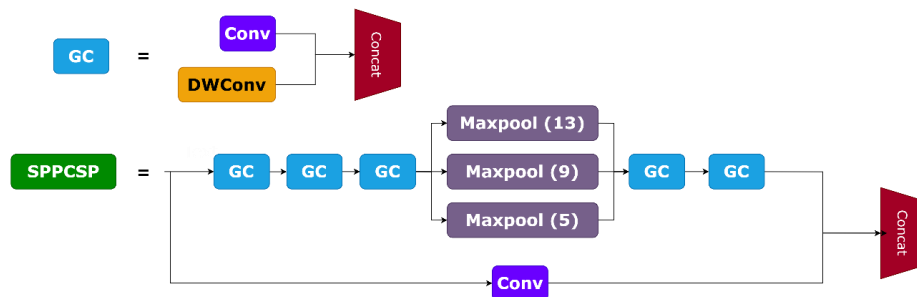 GC
=
Conv
DWConv
Concat
SPPCSP
=
GC
GC
GC
Maxpool (13)
Maxpool (9)
Maxpool (5)
GC
GC
Conv
Concat